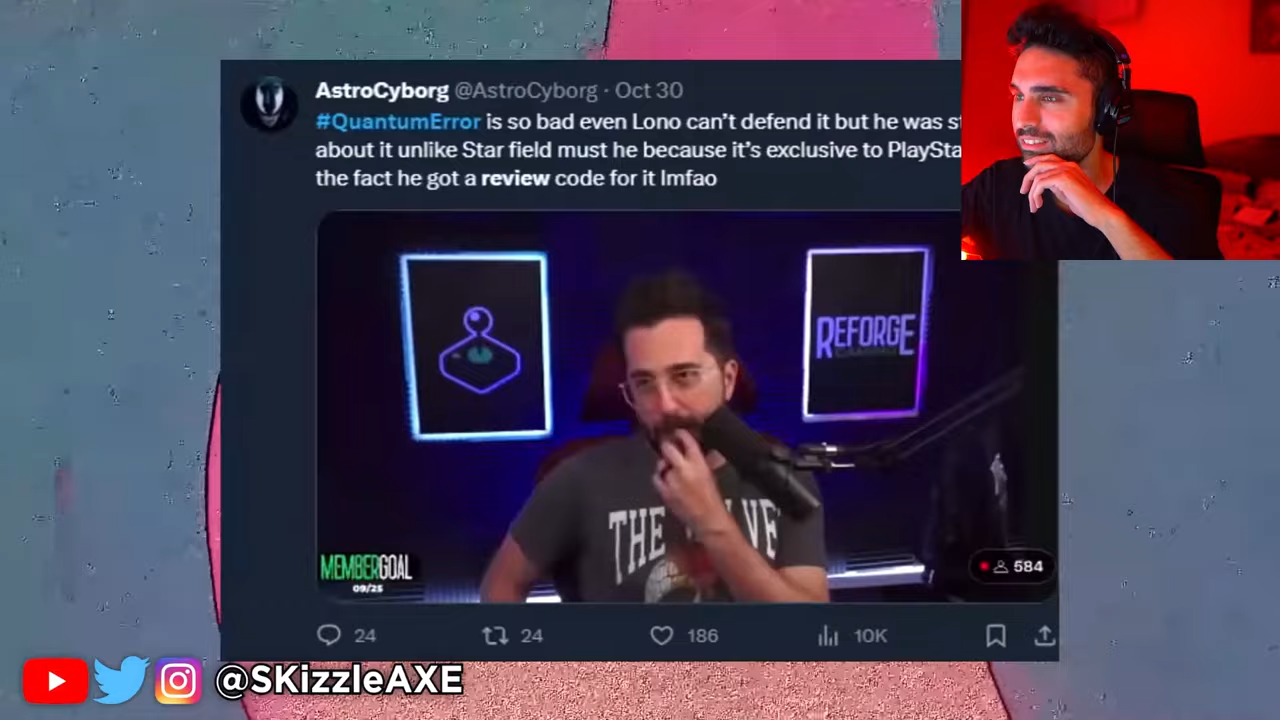 AstroCyborg @AstroCyborg · Oct 30
#QuantumError is so bad even Lono can't defend it but he was
about it unlike Star field must he because it's exclusive to
the fact he got a review code for it lmfao
REFORGE
THE
MEMBERGOAL
09/25
584
24
24
186
10K
@SKizzleAXE